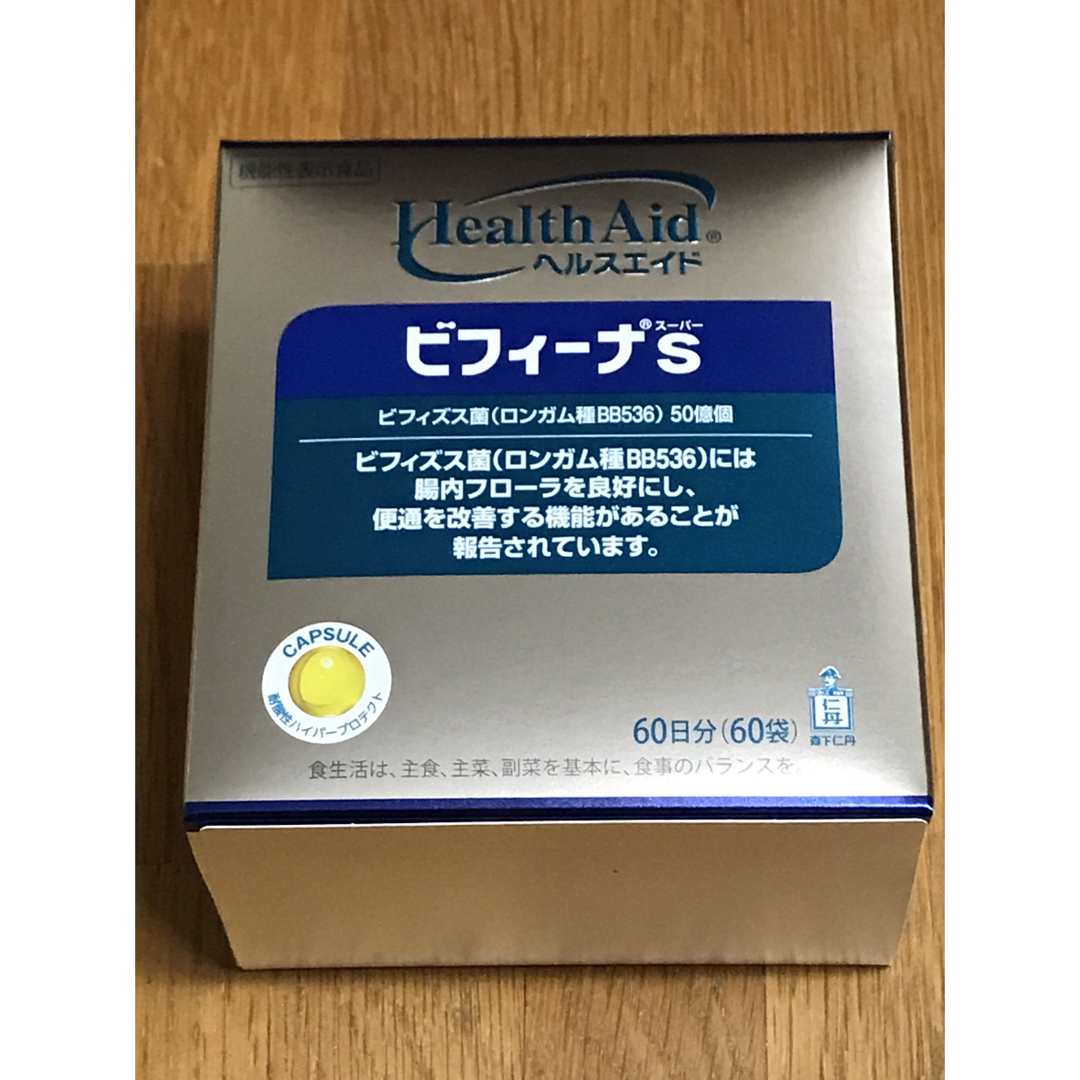 機能性表示食品
Health Aid®
ヘルスエイド
ビフィーナ®S スーパー
ビフィズス菌(ロンガム種BB536) 50億個
ビフィズス菌(ロンガム種BB536)には
腸内フローラを良好にし、
便通を改善する機能があることが
報告されています。
CAPSULE
耐酸性ハイパープロテクト
仁丹
60日分(60袋)
森下仁丹
食生活は、主食、主菜、副菜を基本に、食事のバランスを。